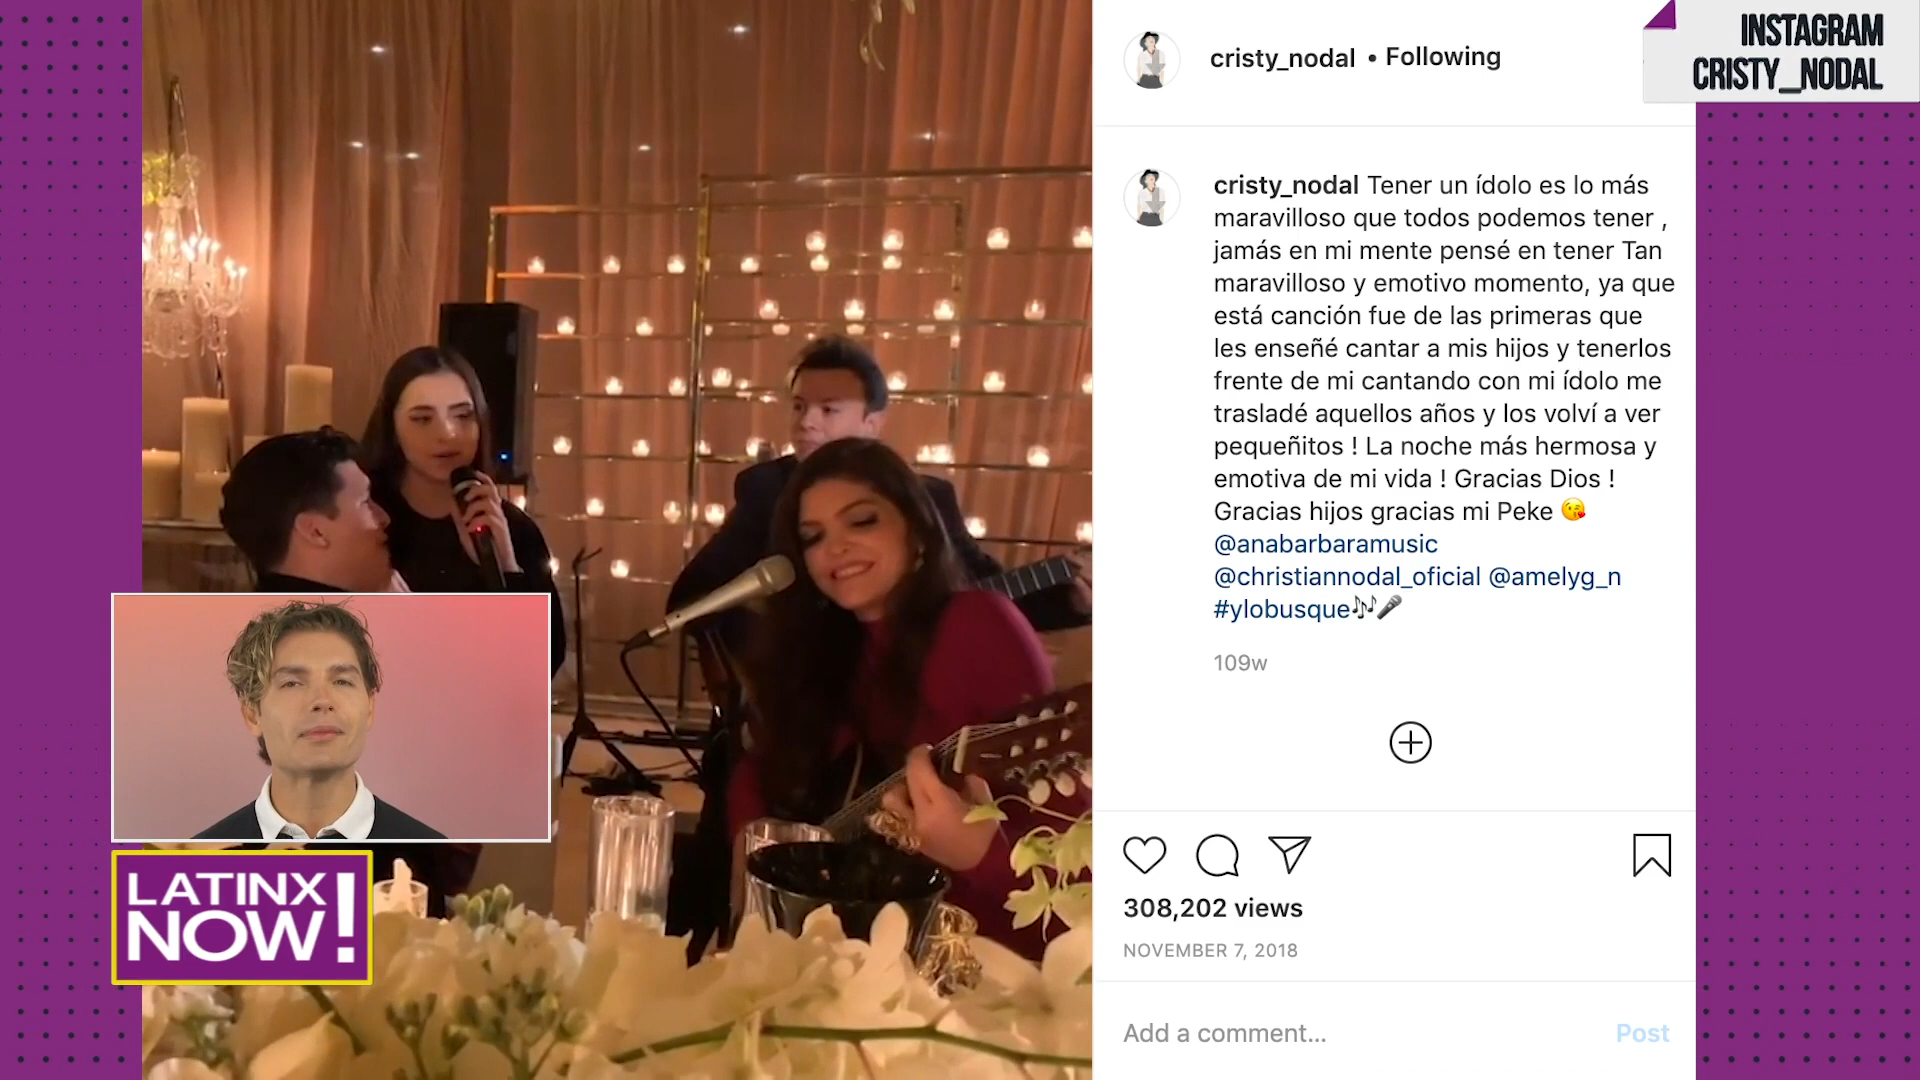 INSTAGRAM
CRISTY_NODAL
cristy_nodal • Following
cristy_nodal Tener un ídolo es lo más
maravilloso que todos podemos tener ,
jamás en mi mente pensé en tener Tan
maravilloso y emotivo momento, ya que
está canción fue de las primeras que
les enseñé cantar a mis hijos y tenerlos
frente de mi cantando con mi ídolo me
trasladé aquellos años y los volví a ver
pequeñitos ! La noche más hermosa y
emotiva de mi vida ! Gracias Dios !
Gracias hijos gracias mi Peke 😘
@anabarbaramusic
@christiannodal_oficial @amelyg_n
#ylobusque🎶🎤
109w
308,202 views
NOVEMBER 7, 2018
Add a comment...
Post
LATINX
NOW!